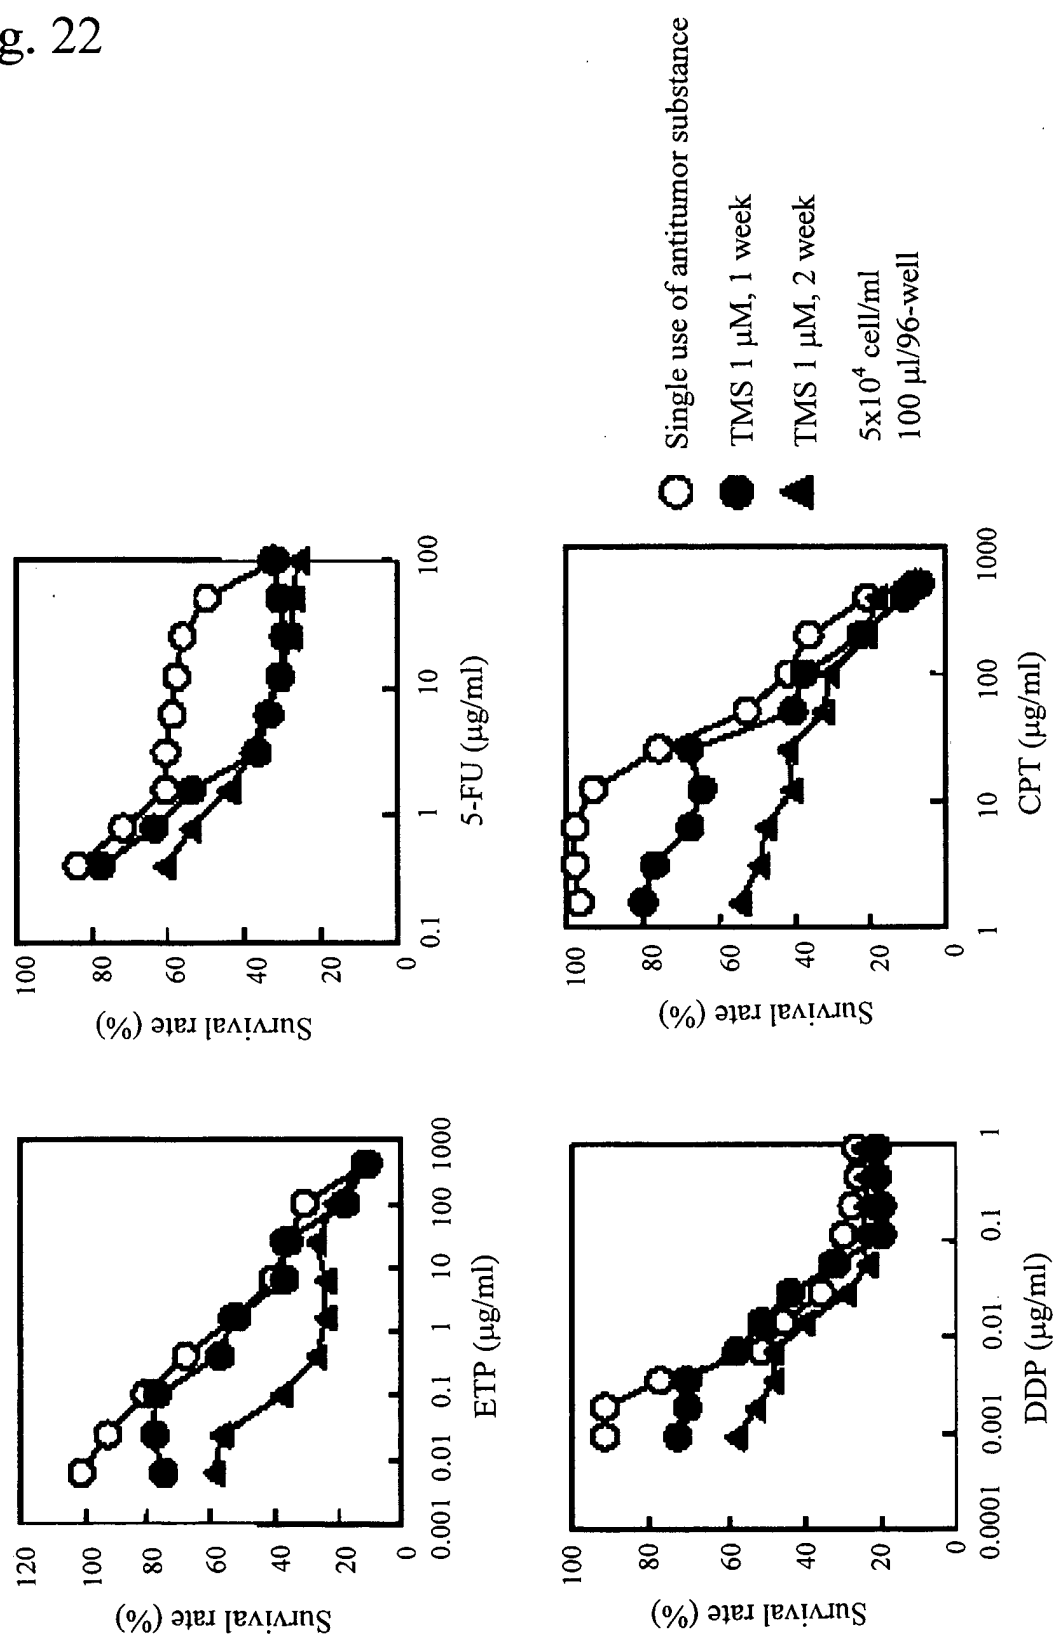 g. 22
Survival rate (%)
120
100
80
60
40
20
0
0.001 0.01 0.1 1 10 100 1000
ETP (µg/ml)
Survival rate (%)
100
80
60
40
20
0
0.1 1 10 100
5-FU (µg/ml)
Survival rate (%)
100
80
60
40
20
0
0.0001 0.001 0.01 0.1 1
DDP (µg/ml)
Survival rate (%)
100
80
60
40
20
0
1 10 100 1000
CPT (µg/ml)
Single use of antitumor substance
TMS 1 µM, 1 week
TMS 1 µM, 2 week
5x10⁴ cell/ml
100 µl/96-well